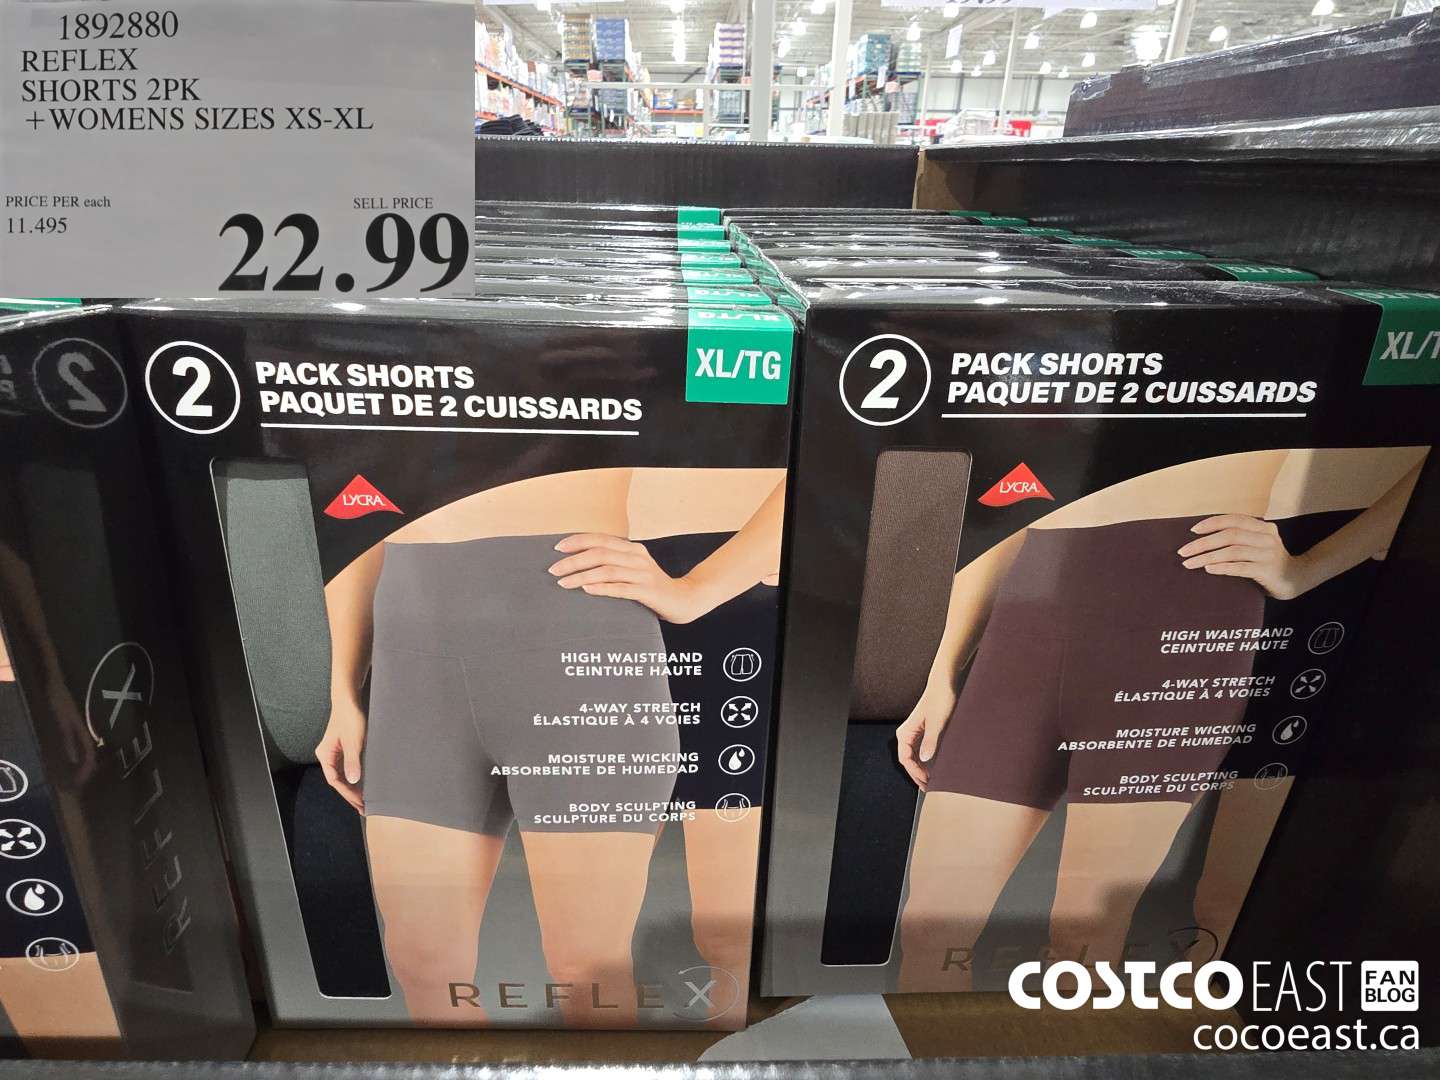 1892880
REFLEX
SHORTS 2PK
+WOMENS SIZES XS-XL
PRICE PER each
11.495
SELL PRICE
22.99
XL/TG
2
PACK SHORTS
PAQUET DE 2 CUISSARDS
LYCRA
HIGH WAISTBAND
CEINTURE HAUTE
4-WAY STRETCH
ÉLASTIQUE À 4 VOIES
MOISTURE WICKING
ABSORBENTE DE HUMEDAD
BODY SCULPTING
SCULPTURE DU CORPS
REFLEX
XL/T
2
PACK SHORTS
PAQUET DE 2 CUISSARDS
LYCRA
HIGH WAISTBAND
CEINTURE HAUTE
4-WAY STRETCH
ÉLASTIQUE À 4 VOIES
MOISTURE WICKING
ABSORBENTE DE HUMEDAD
BODY SCULPTING
SCULPTURE DU CORPS
REFLEX
2
REFLEX
COSTCO EAST FAN BLOG
cocoeast.ca